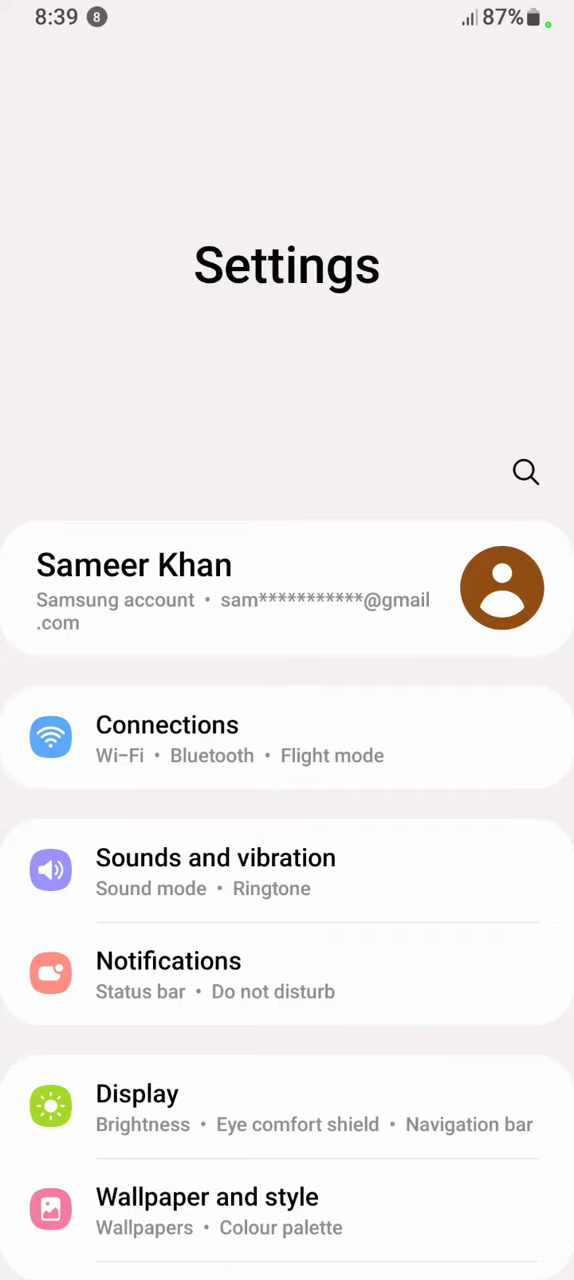 8:39 8 87%
Settings
Sameer Khan
Samsung account • sam***********@gmail
.com
Connections
Wi-Fi • Bluetooth • Flight mode
Sounds and vibration
Sound mode • Ringtone
Notifications
Status bar • Do not disturb
Display
Brightness • Eye comfort shield • Navigation bar
Wallpaper and style
Wallpapers • Colour palette